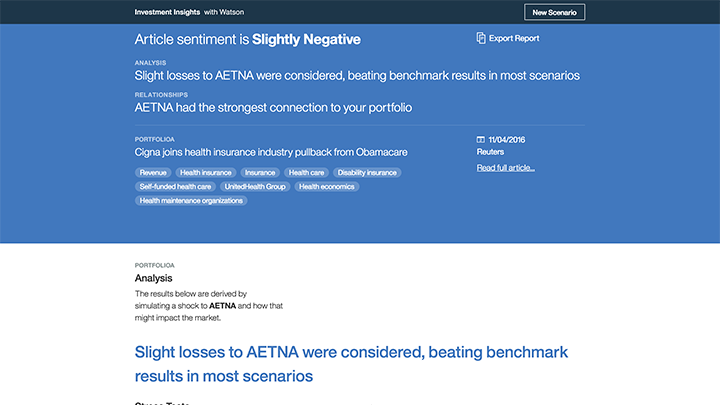 Investment Insights with Watson
New Scenario
Article sentiment is Slightly Negative
Export Report
ANALYSIS
Slight losses to AETNA were considered, beating benchmark results in most scenarios
RELATIONSHIPS
AETNA had the strongest connection to your portfolio
PORTFOLIOA
11/04/2016
Cigna joins health insurance industry pullback from Obamacare
Reuters
Revenue Health insurance Insurance Health care Disability insurance
Read full article...
Self-funded health care UnitedHealth Group Health economics
Health maintenance organizations
PORTFOLIOA
Analysis
The results below are derived by
simulating a shock to AETNA and how that
might impact the market.
Slight losses to AETNA were considered, beating benchmark
results in most scenarios
Stress Tests